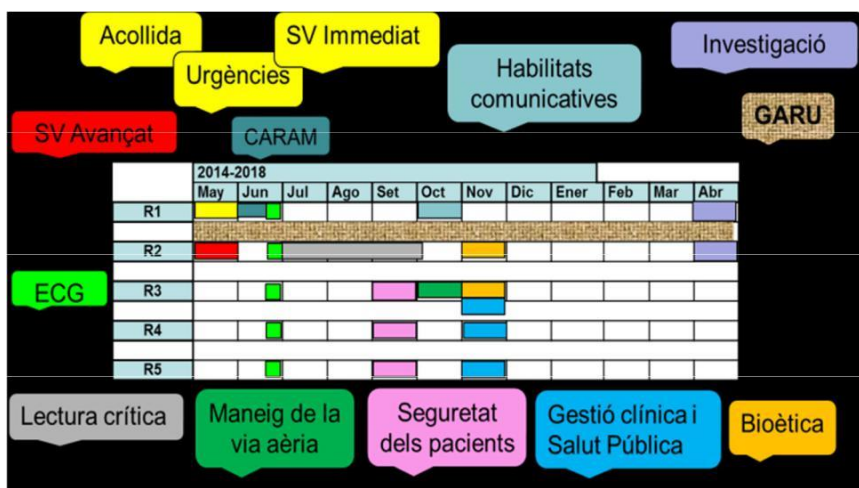 Acollida
SV Immediat
Urgències
Habilitats
comunicatives
Investigació
GARU
SV Avançat
CARAM
2014-2018
May Jun Jul Ago Set Oct Nov Dic Ener Feb Mar Abr
R1
R2
ECG
R3
R4
R5
Lectura crítica
Maneig de la
via aèria
Seguretat
dels pacients
Gestió clínica i
Salut Pública
Bioètica